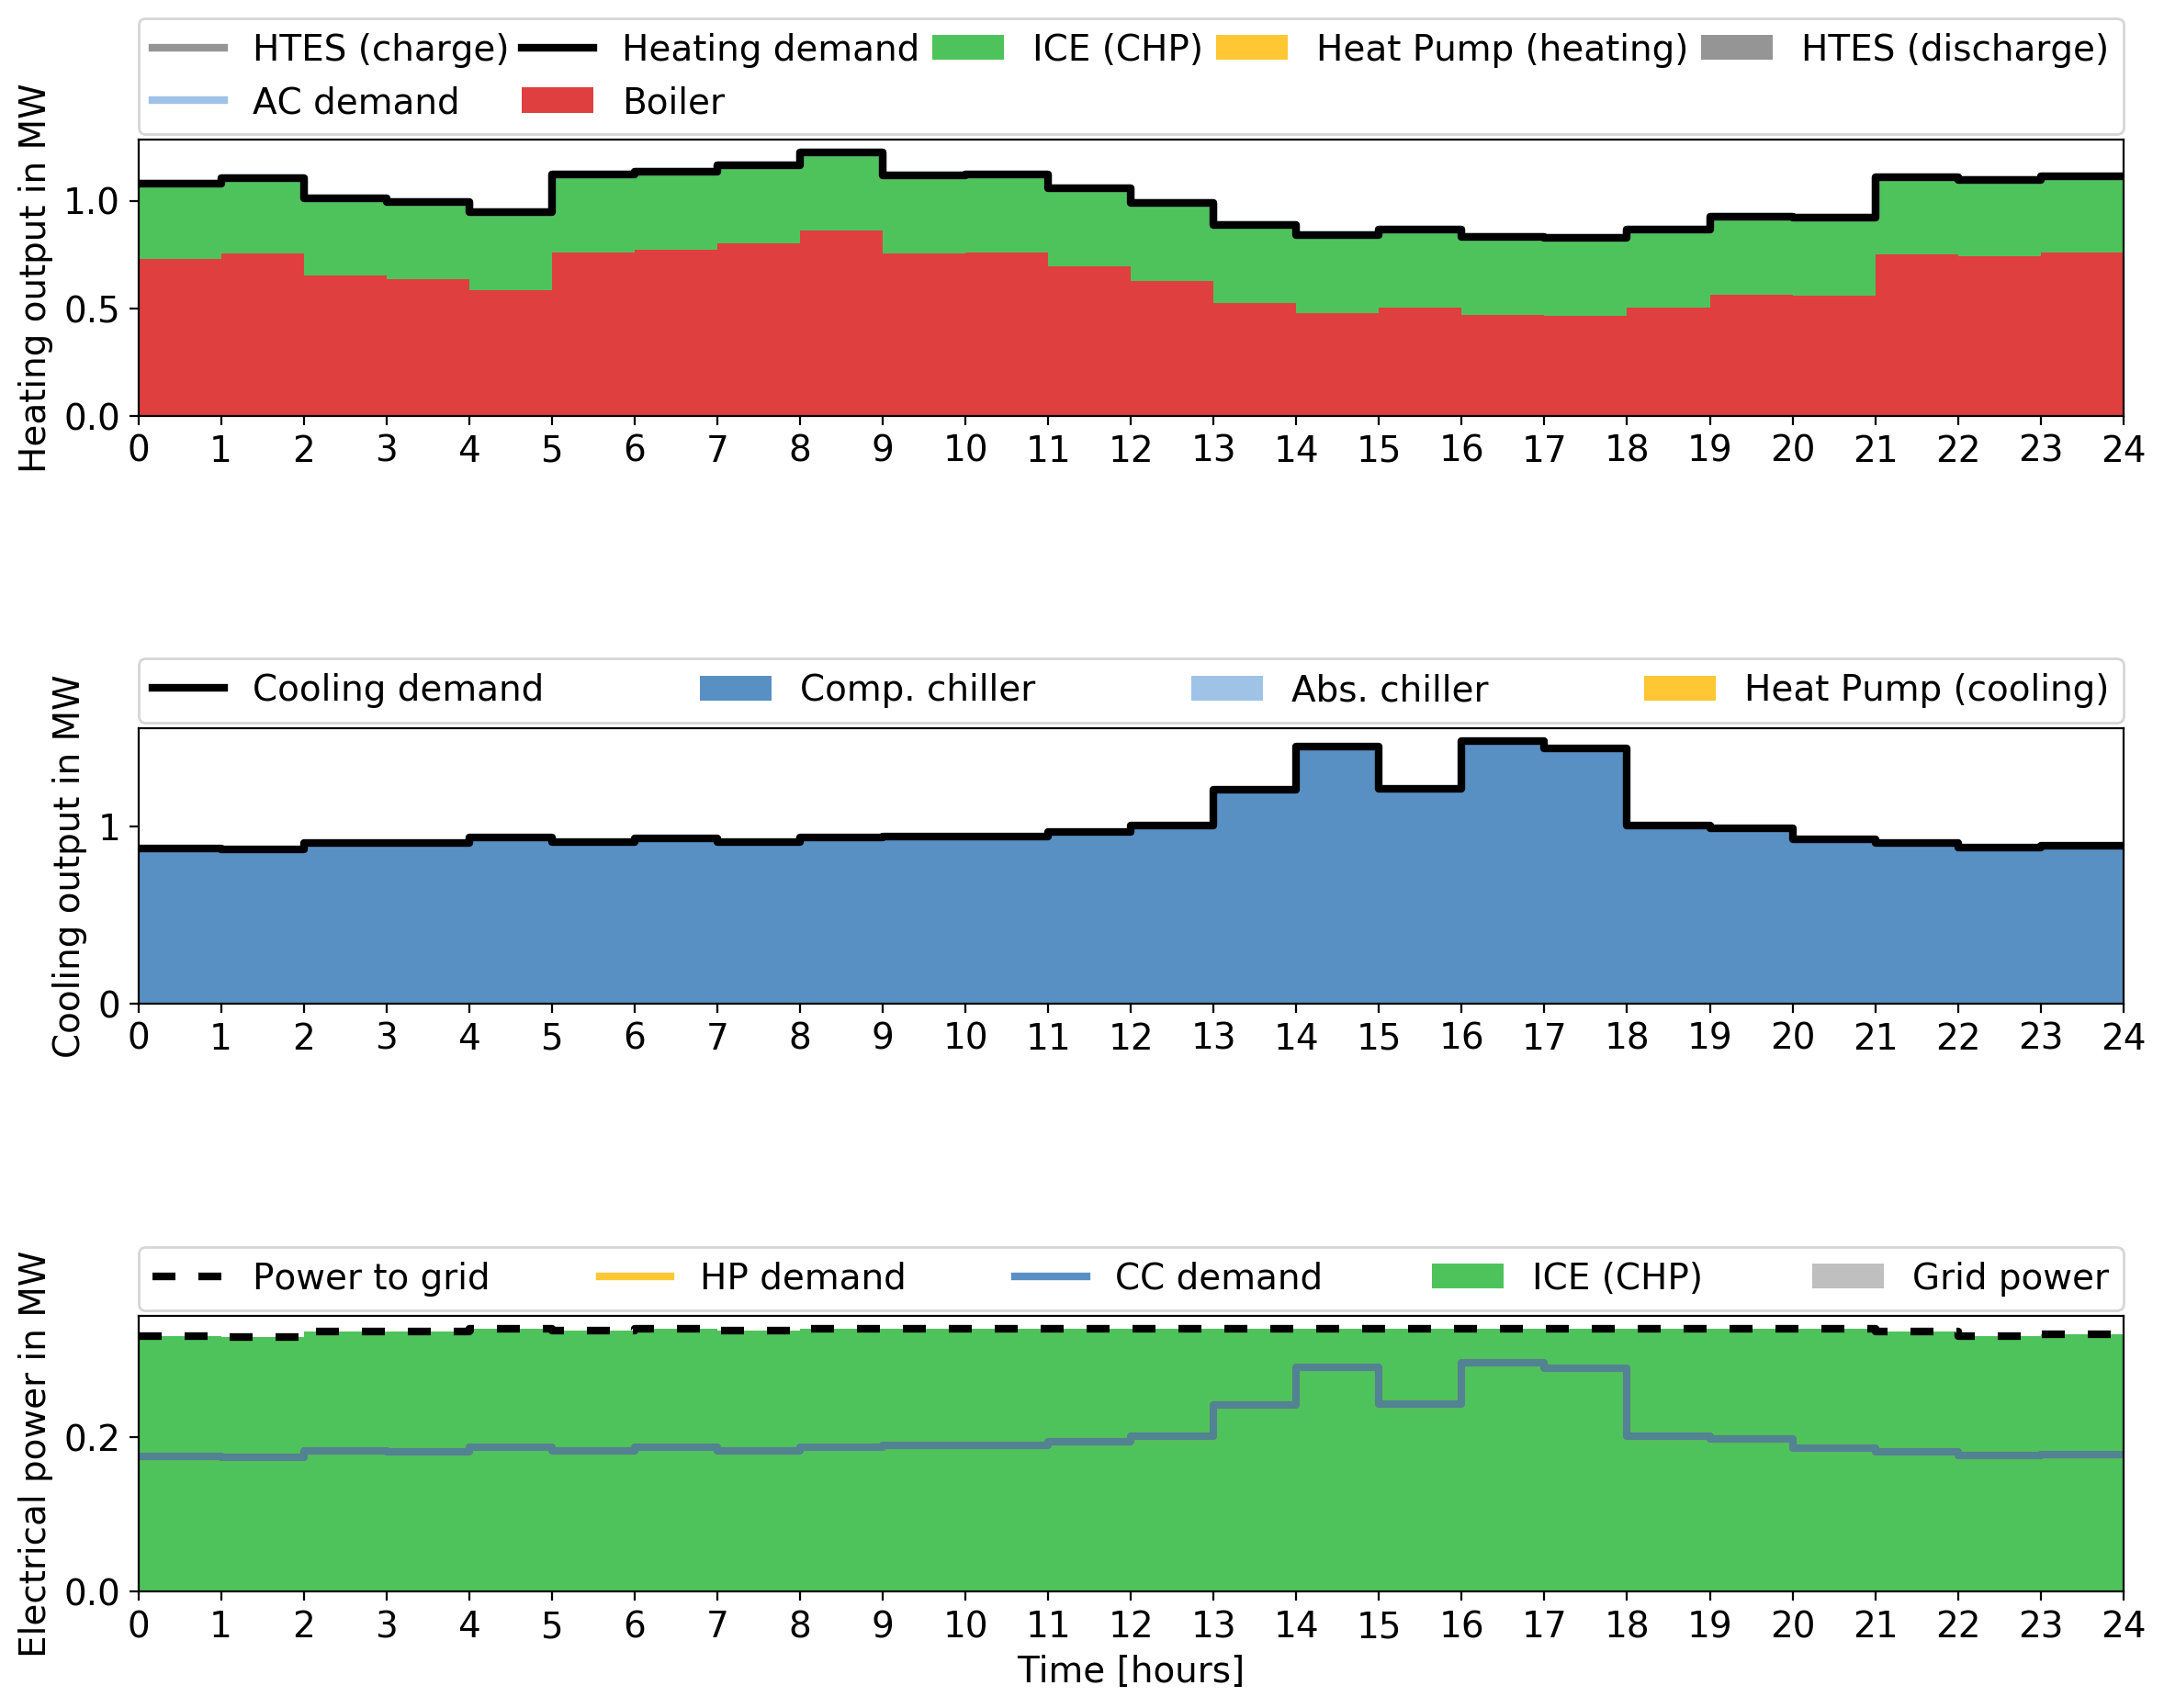 HTES (charge) Heating demand ICE (CHP) Heat Pump (heating) HTES (discharge)
AC demand Boiler
Heating output in MW
1.0
0.5
0.0
0 1 2 3 4 5 6 7 8 9 10 11 12 13 14 15 16 17 18 19 20 21 22 23 24
Cooling demand Comp. chiller Abs. chiller Heat Pump (cooling)
Cooling output in MW
1
0
0 1 2 3 4 5 6 7 8 9 10 11 12 13 14 15 16 17 18 19 20 21 22 23 24
Power to grid HP demand CC demand ICE (CHP) Grid power
Electrical power in MW
0.2
0.0
0 1 2 3 4 5 6 7 8 9 10 11 12 13 14 15 16 17 18 19 20 21 22 23 24
Time [hours]